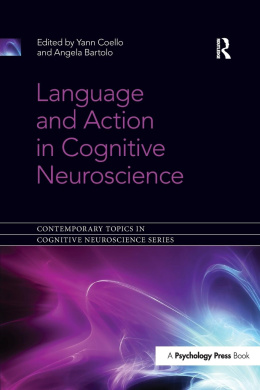 Edited by Yann Coello
and Angela Bartolo
R
Routledge
Language
and Action
in Cognitive
Neuroscience
CONTEMPORARY TOPICS IN
COGNITIVE NEUROSCIENCE SERIES
A Psychology Press Book